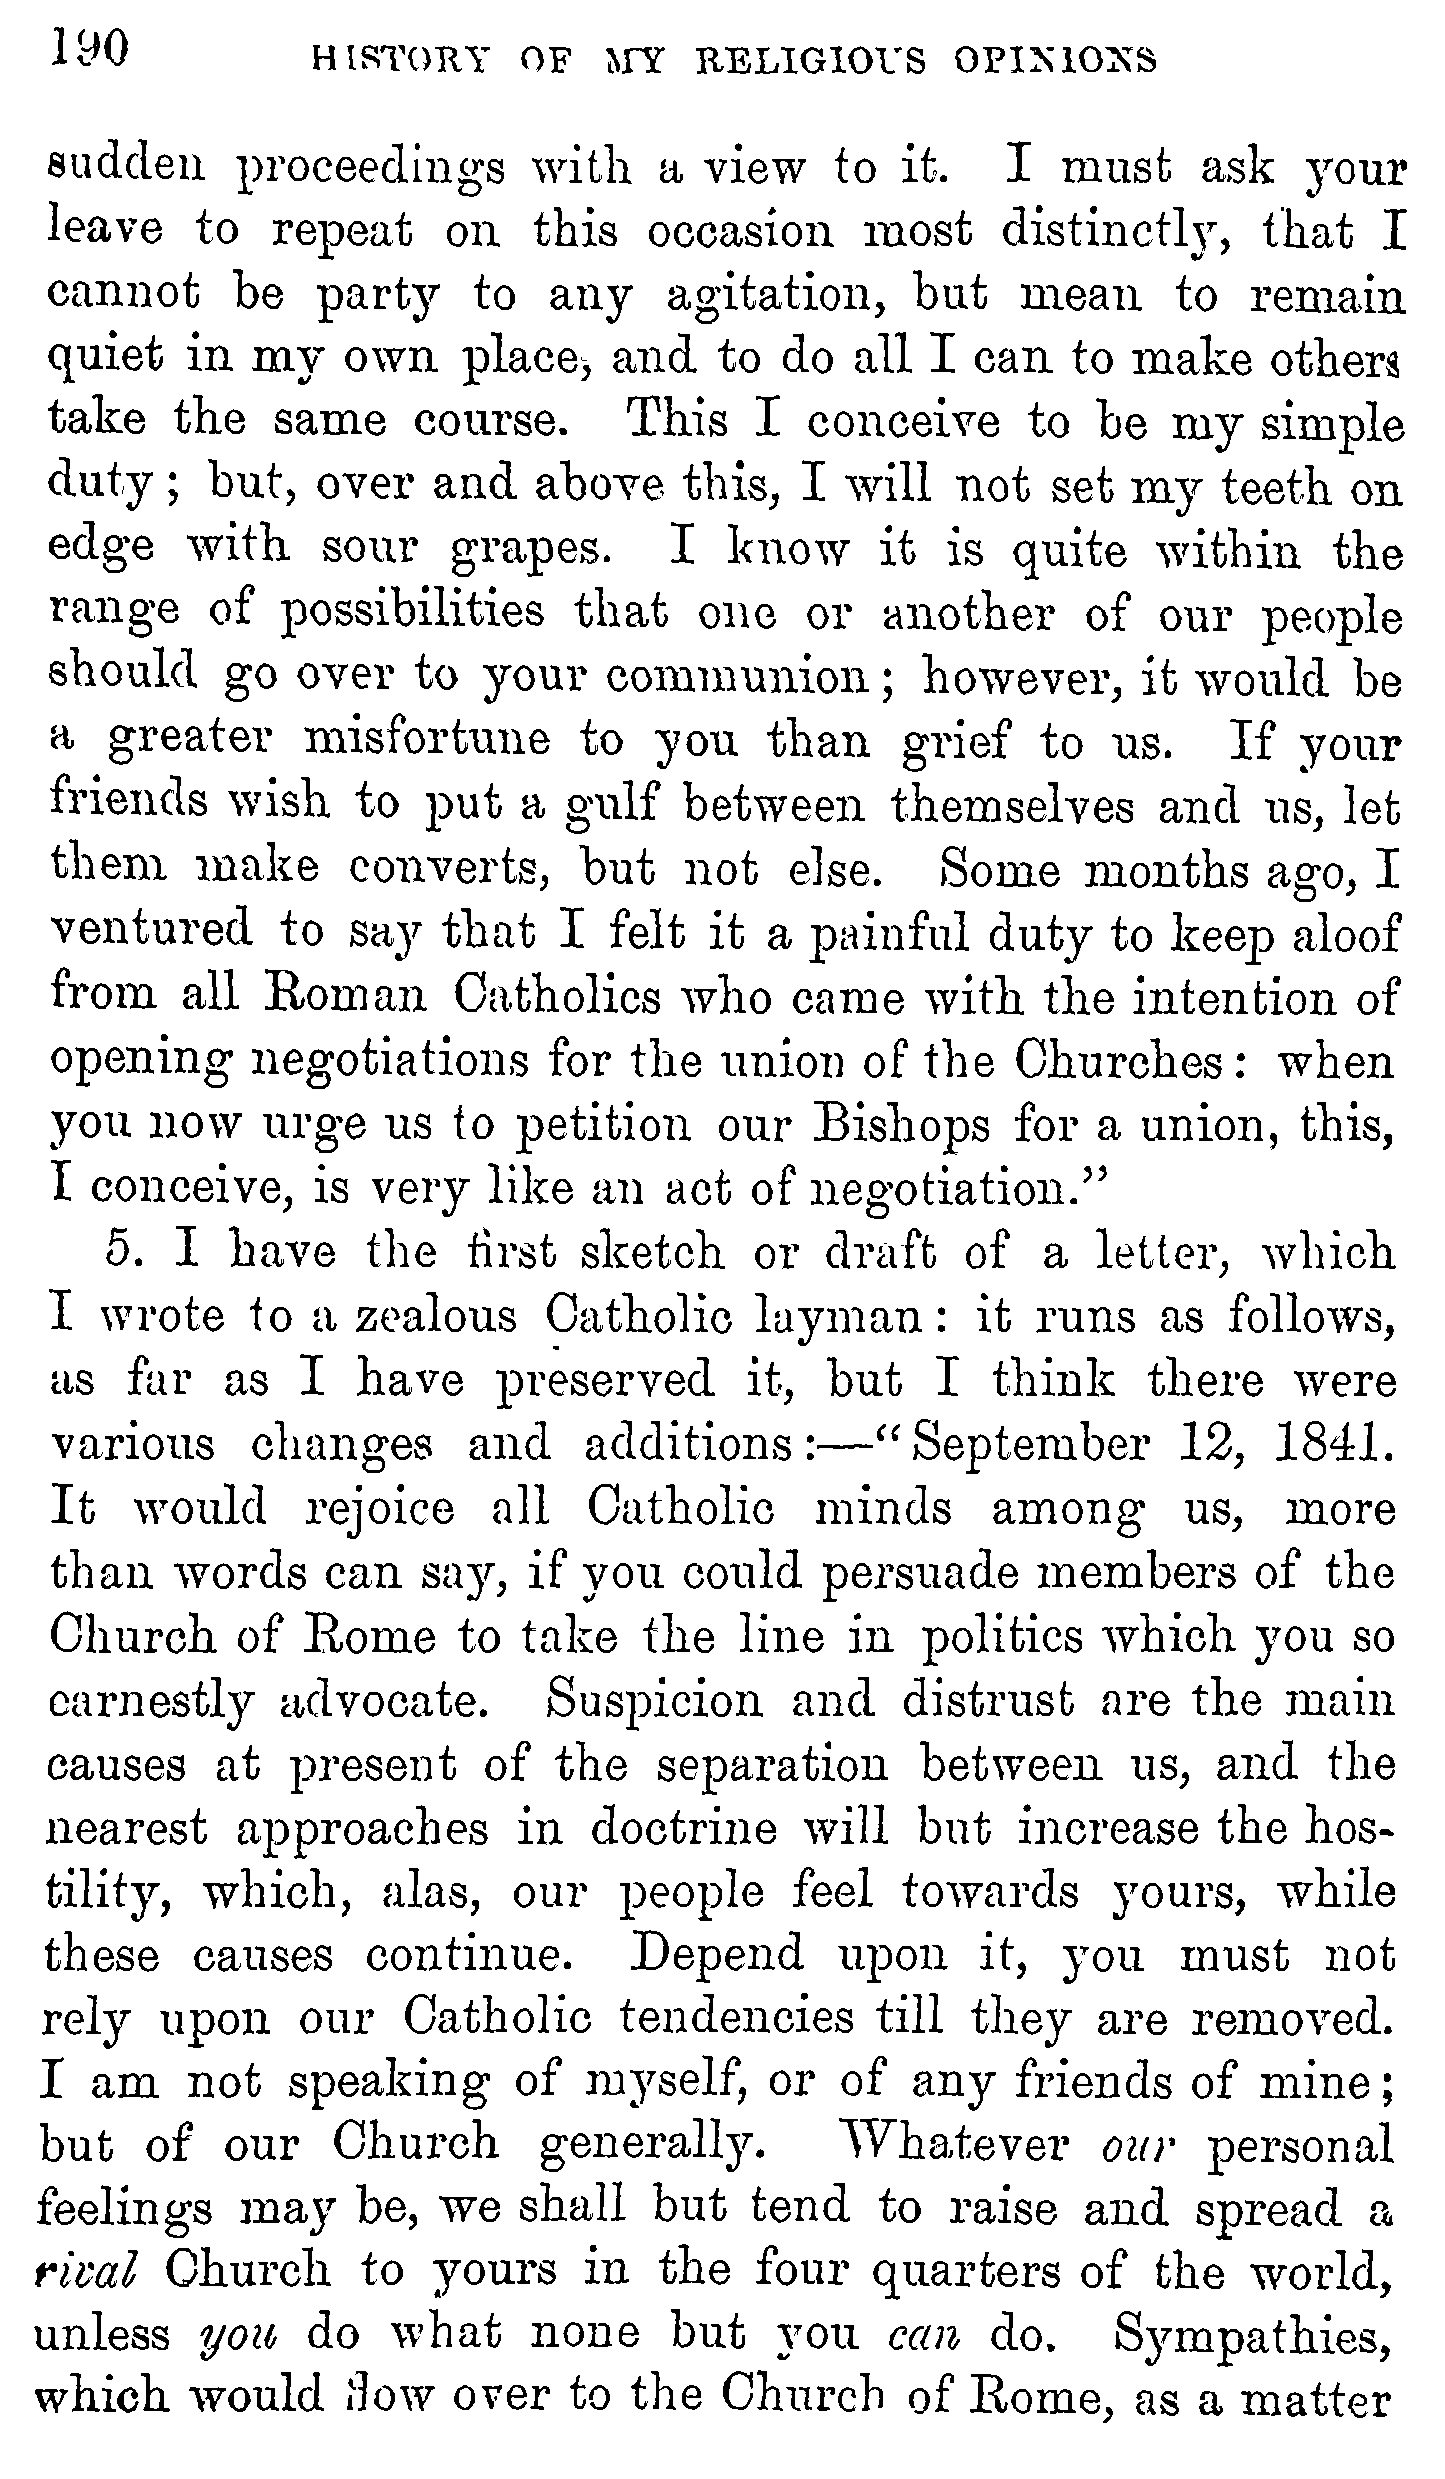 190 HISTORY OF MY RELIGIOUS OPINIONS
sudden proceedings with a view to it. I must ask your
leave to repeat on this occasion most distinctly, that I
cannot be party to any agitation, but mean to remain
quiet in my own place, and to do all I can to make others
take the same course. This I conceive to be my simple
duty; but, over and above this, I will not set my teeth on
edge with sour grapes. I know it is quite within the
range of possibilities that one or another of our people
should go over to your communion; however, it would be
a greater misfortune to you than grief to us. If your
friends wish to put a gulf between themselves and us, let
them make converts, but not else. Some months ago, I
ventured to say that I felt it a painful duty to keep aloof
from all Roman Catholics who came with the intention of
opening negotiations for the union of the Churches: when
you now urge us to petition our Bishops for a union, this,
I conceive, is very like an act of negotiation.”
5. I have the first sketch or draft of a letter, which
I wrote to a zealous Catholic layman: it runs as follows,
as far as I have preserved it, but I think there were
various changes and additions:—“September 12, 1841.
It would rejoice all Catholic minds among us, more
than words can say, if you could persuade members of the
Church of Rome to take the line in politics which you so
earnestly advocate. Suspicion and distrust are the main
causes at present of the separation between us, and the
nearest approaches in doctrine will but increase the hos-
tility, which, alas, our people feel towards yours, while
these causes continue. Depend upon it, you must not
rely upon our Catholic tendencies till they are removed.
I am not speaking of myself, or of any friends of mine;
but of our Church generally. Whatever our personal
feelings may be, we shall but tend to raise and spread a
rival Church to yours in the four quarters of the world,
unless you do what none but you can do. Sympathies,
which would flow over to the Church of Rome, as a matter